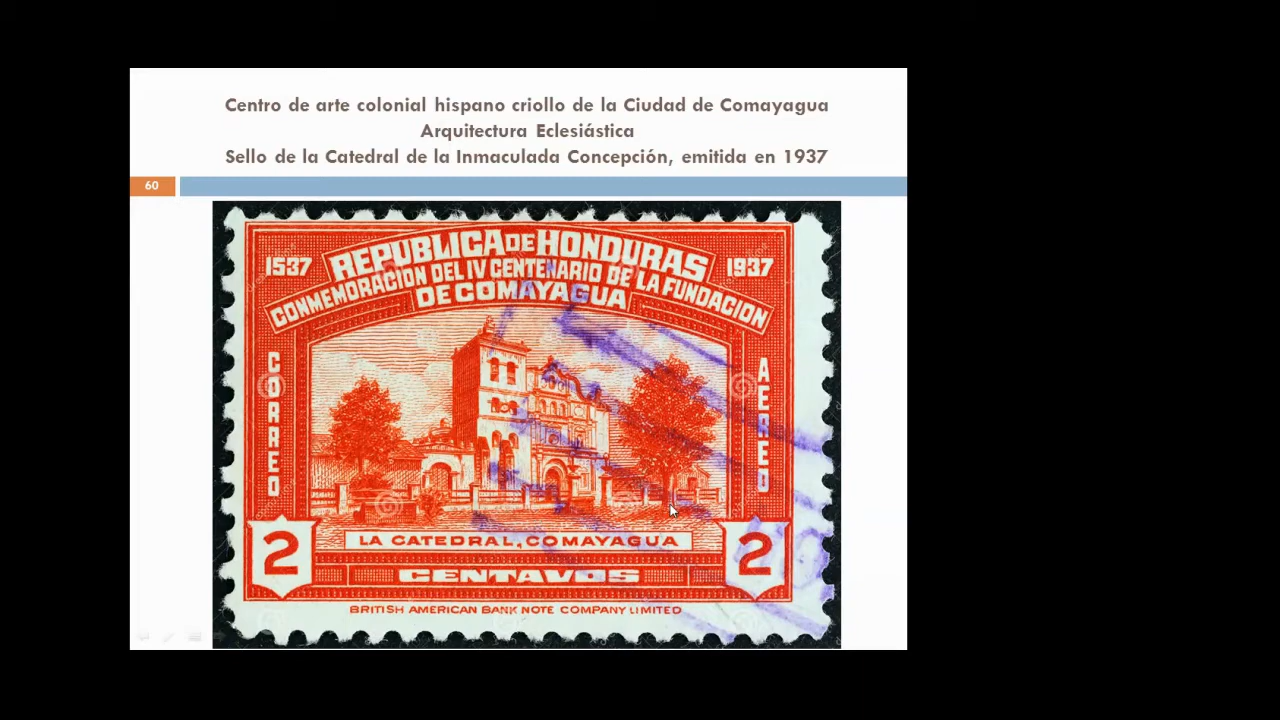 Centro de arte colonial hispano criollo de la Ciudad de Comayagua
Arquitectura Eclesiástica
Sello de la Catedral de la Inmaculada Concepción, emitida en 1937
60
1537
REPUBLICA DE HONDURAS
1937
CONMEMORACION DEL IV CENTENARIO DE LA FUNDACION
DE COMAYAGUA
CORREO
AEREO
2
LA CATEDRAL, COMAYAGUA
2
CENTAVOS
BRITISH AMERICAN BANK NOTE COMPANY LIMITED